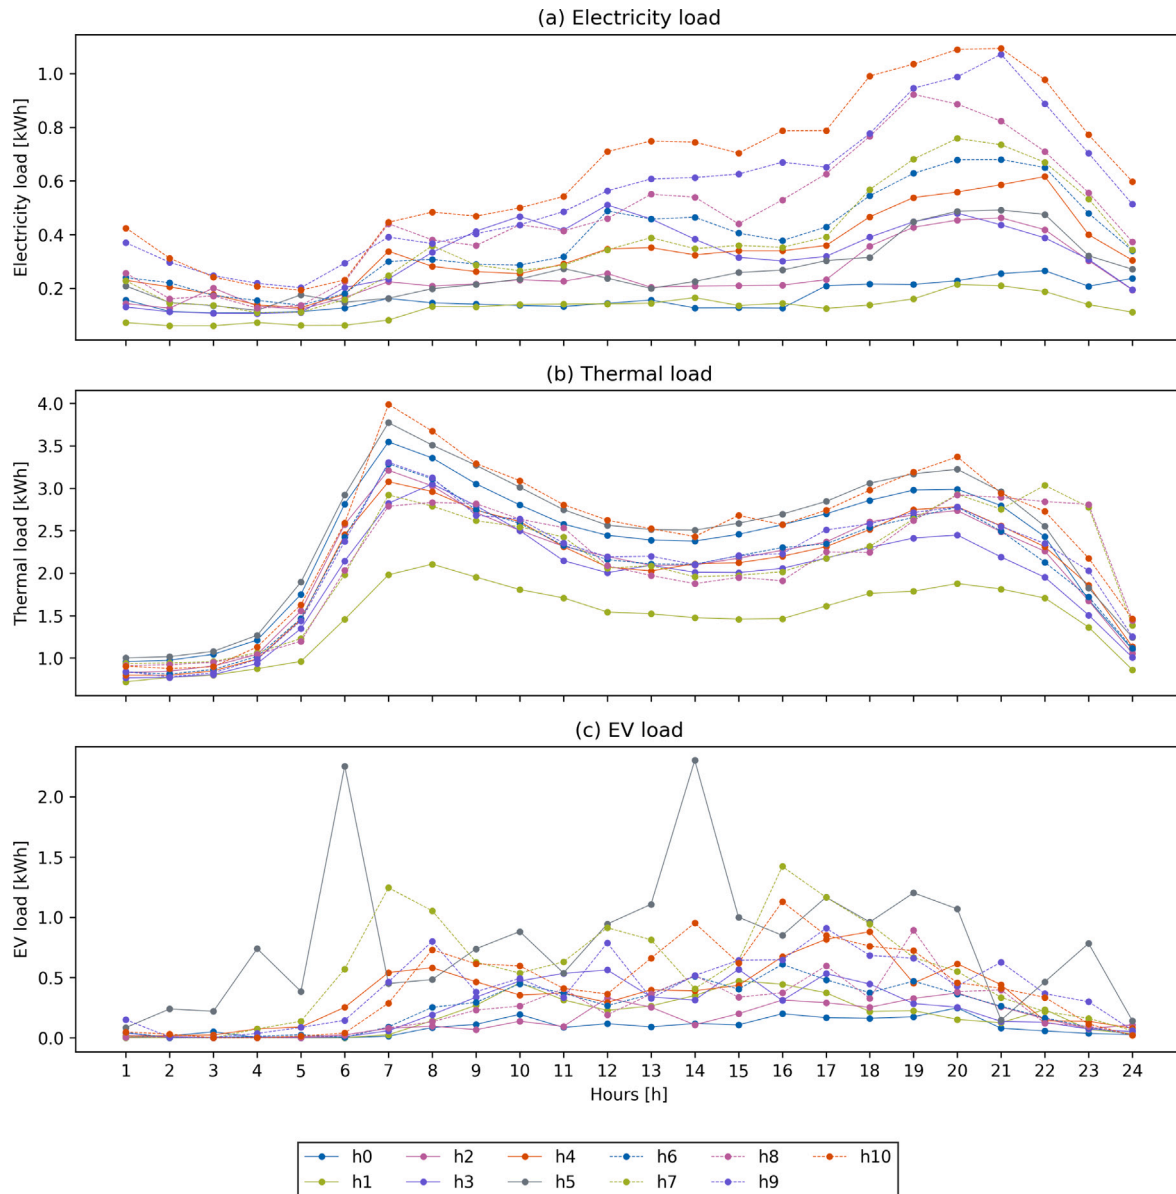 (a) Electricity load
Electricity load [kWh]
1.0
0.8
0.6
0.4
0.2
(b) Thermal load
Thermal load [kWh]
4.0
3.5
3.0
2.5
2.0
1.5
1.0
(c) EV load
EV load [kWh]
2.0
1.5
1.0
0.5
0.0
1 2 3 4 5 6 7 8 9 10 11 12 13 14 15 16 17 18 19 20 21 22 23 24
Hours [h]
h0 h2 h4 h6 h8 h10
h1 h3 h5 h7 h9